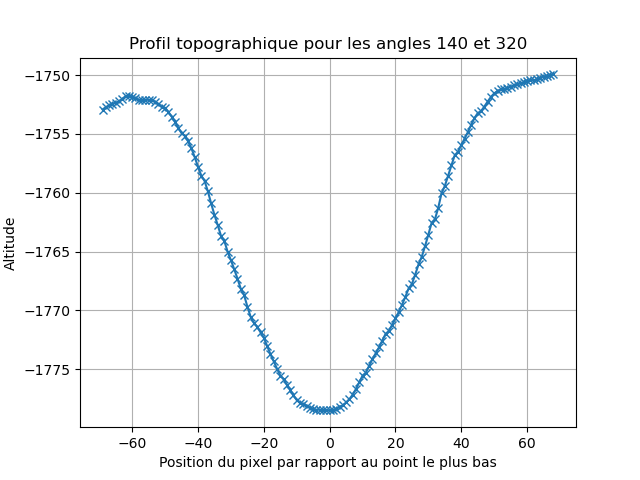 Profil topographique pour les angles 140 et 320
Altitude
−1750
−1755
−1760
−1765
−1770
−1775
−60 −40 −20 0 20 40 60
Position du pixel par rapport au point le plus bas